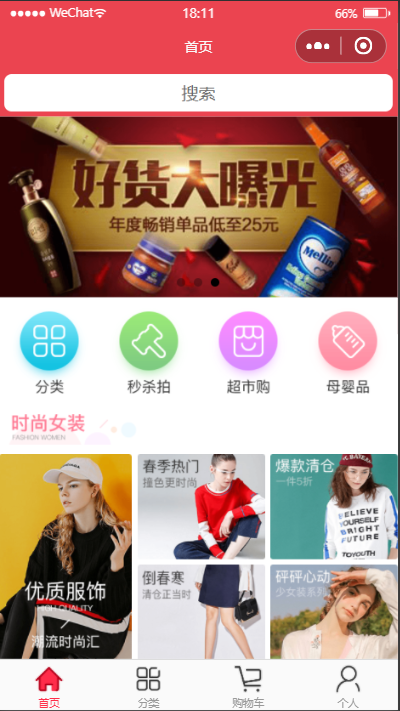 WeChat
18:11
66%
首页
搜索
好货大曝光
年度畅销单品低至25元
Mellin
分类
秒杀拍
超市购
母婴品
时尚女装
FASHION WOMEN
优质服饰
HIGH QUALITY
潮流时尚汇
春季热门
撞色更时尚
爆款清仓
一件5折
BELIEVE
YOURSELF
BRIGHT
FUTURE
TOYOUTH
倒春寒
清仓正当时
砰砰心动
少女装系列
首页
分类
购物车
个人